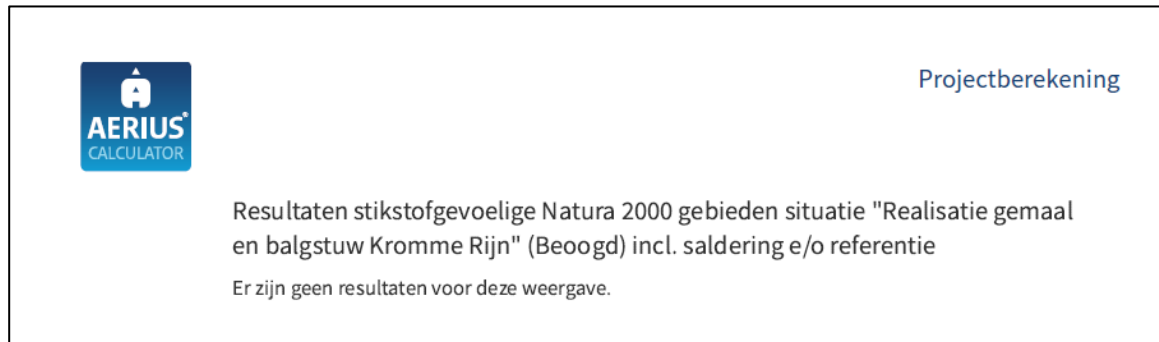 Projectberekening
AERIUS®
CALCULATOR
Resultaten stikstofgevoelige Natura 2000 gebieden situatie "Realisatie gemaal
en balgstuw Kromme Rijn" (Beoogd) incl. saldering e/o referentie
Er zijn geen resultaten voor deze weergave.